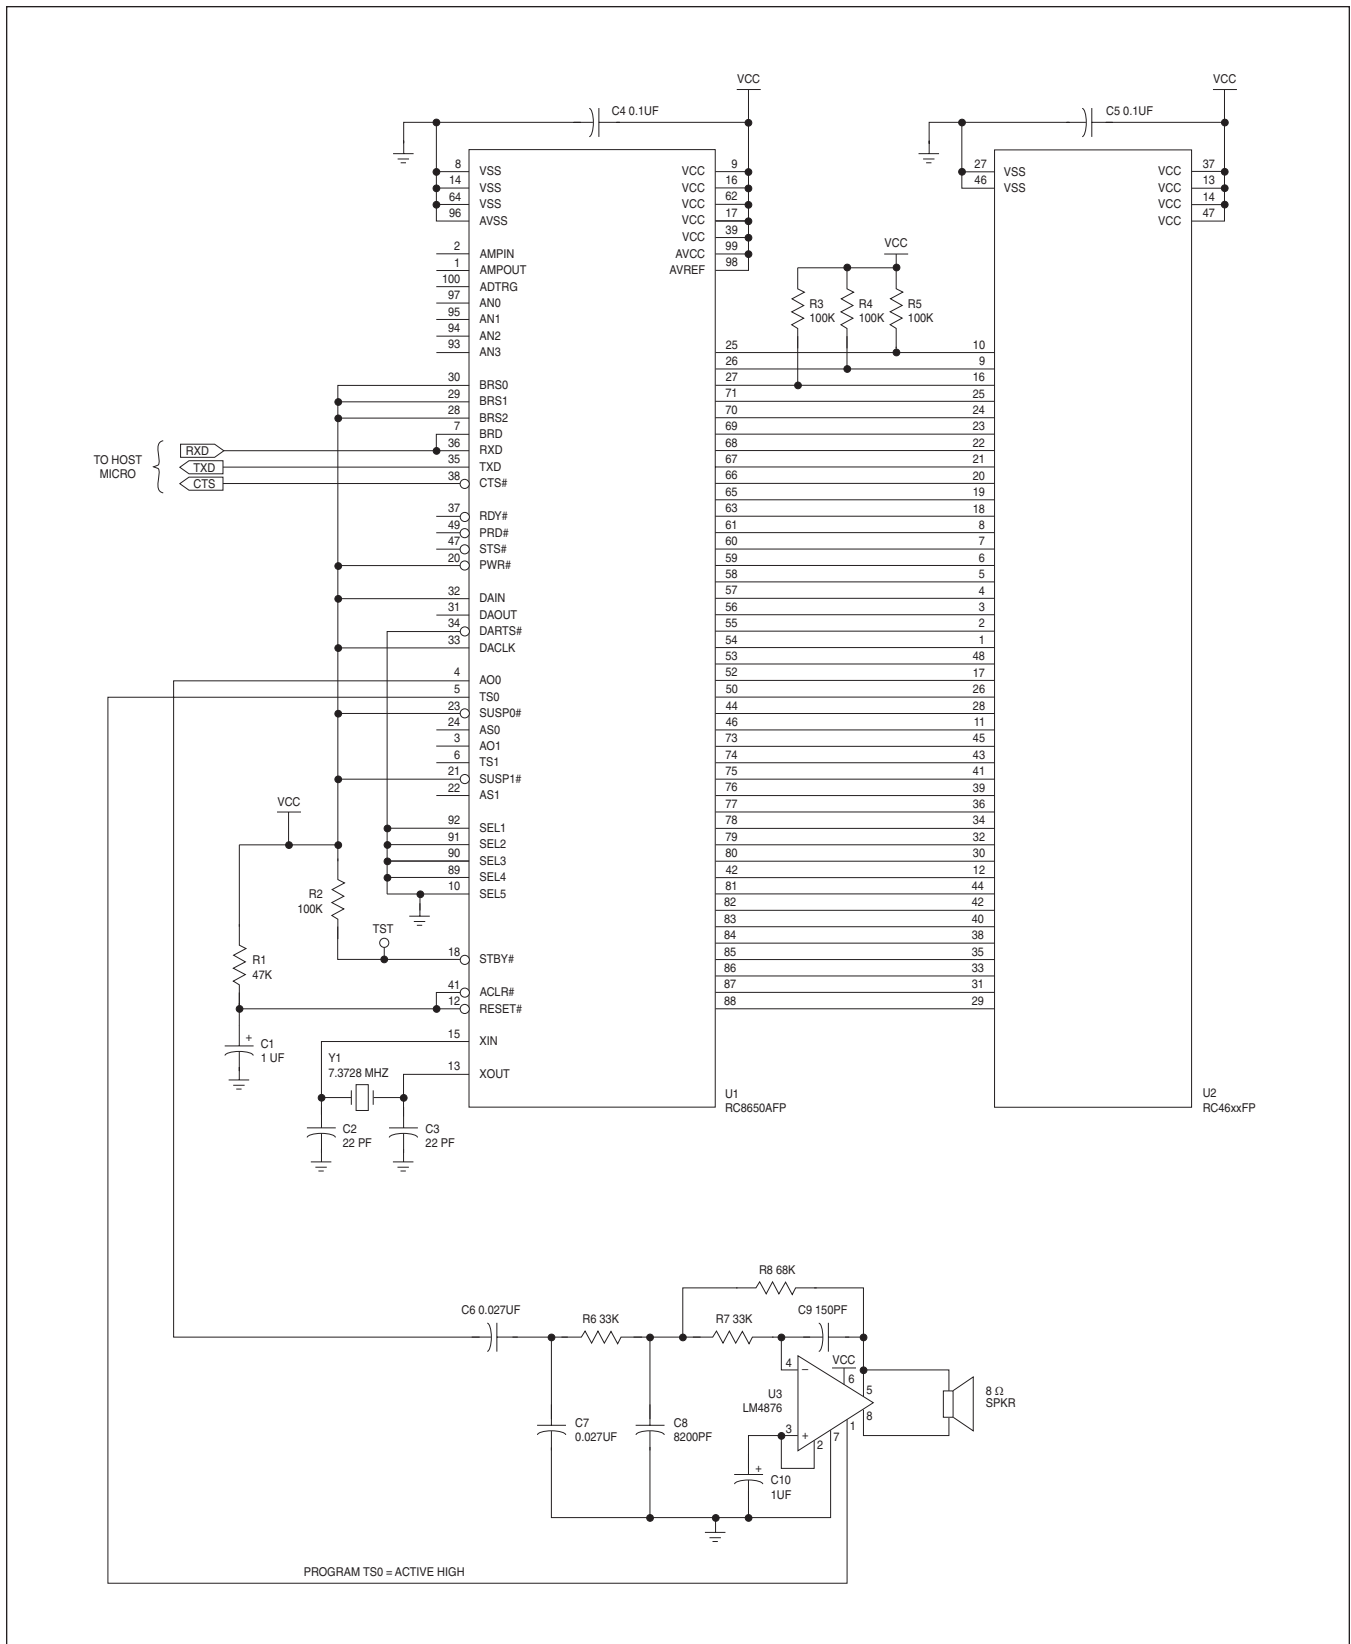 VCC
VCC
C4 0.1UF
C5 0.1UF
8 VSS VCC 9
14 VSS VCC 16
64 VSS VCC 62
96 AVSS VCC 17
VCC 39
AVCC 99
AVREF 98
27 VSS VCC 37
46 VSS VCC 13
VCC 14
VCC 47
2 AMPIN
1 AMPOUT
100 ADTRG
97 AN0
95 AN1
94 AN2
93 AN3
VCC
R3 100K
R4 100K
R5 100K
30 BRS0
29 BRS1
28 BRS2
7 BRD
36 RXD
35 TXD
38 CTS#
TO HOST MICRO
RXD
TXD
CTS
37 RDY#
49 PRD#
47 STS#
20 PWR#
32 DAIN
31 DAOUT
34 DARTS#
33 DACLK
4 AO0
5 TS0
23 SUSP0#
24 AS0
3 AO1
6 TS1
21 SUSP1#
22 AS1
92 SEL1
91 SEL2
90 SEL3
89 SEL4
10 SEL5
VCC
R2 100K
TST
18 STBY#
R1 47K
41 ACLR#
12 RESET#
+ C1 1 UF
15 XIN
13 XOUT
Y1
7.3728 MHZ
C2 22 PF
C3 22 PF
25 10
26 9
27 16
71 25
70 24
69 23
68 22
67 21
66 20
65 19
63 18
61 8
60 7
59 6
58 5
57 4
56 3
55 2
54 1
53 48
52 17
50 26
44 28
46 11
73 45
74 43
75 41
76 39
77 36
78 34
79 32
80 30
42 12
81 44
82 42
83 40
84 38
85 35
86 33
87 31
88 29
U1
RC8650AFP
U2
RC46xxFP
R8 68K
C6 0.027UF
R6 33K
R7 33K
C9 150PF
VCC
4 −
6
5
8
1
U3
LM4876
3 +
2
7
8 Ω
SPKR
C7
0.027UF
C8
8200PF
+ C10
1UF
PROGRAM TS0 = ACTIVE HIGH